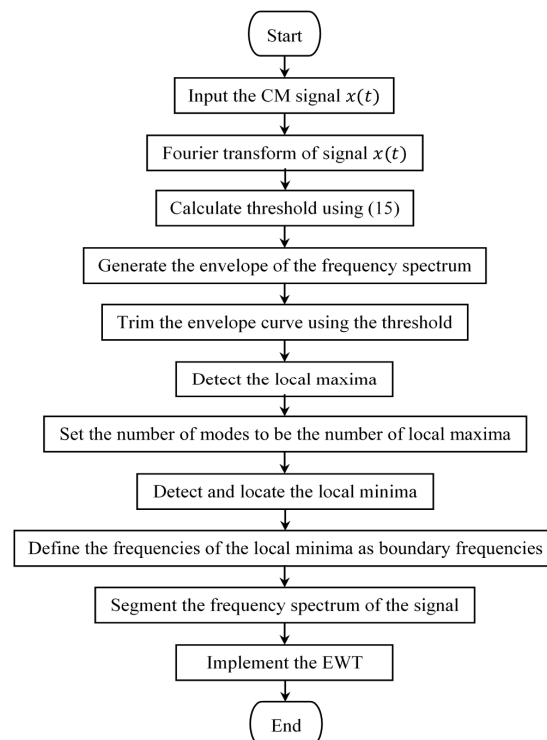 Start
Input the CM signal x(t)
Fourier transform of signal x(t)
Calculate threshold using (15)
Generate the envelope of the frequency spectrum
Trim the envelope curve using the threshold
Detect the local maxima
Set the number of modes to be the number of local maxima
Detect and locate the local minima
Define the frequencies of the local minima as boundary frequencies
Segment the frequency spectrum of the signal
Implement the EWT
End